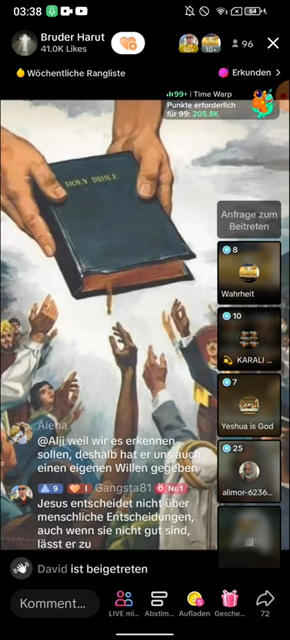 03:38
64
Bruder Harut
41.0K Likes
10+
10+
96
Wöchentliche Rangliste
Erkunden
99+ | Time Warp
Punkte erforderlich
für 99: 205.8K
HOLY BIBLE
Anfrage zum
Beitreten
8
Wahrheit
10
KARALI ...
7
Yeshua is God
25
alimor-6236...
Alena
@Alji weil wir es erkennen
sollen, deshalb hat er uns auch
einen eigenen Willen gegeben
9 I Gangsta81 № 1
Jesus entscheidet nicht über
menschliche Entscheidungen,
auch wenn sie nicht gut sind,
lässt er zu
David ist beigetreten
Komment...
LIVE mi...
Abstim...
Aufladen
Gesche...
72